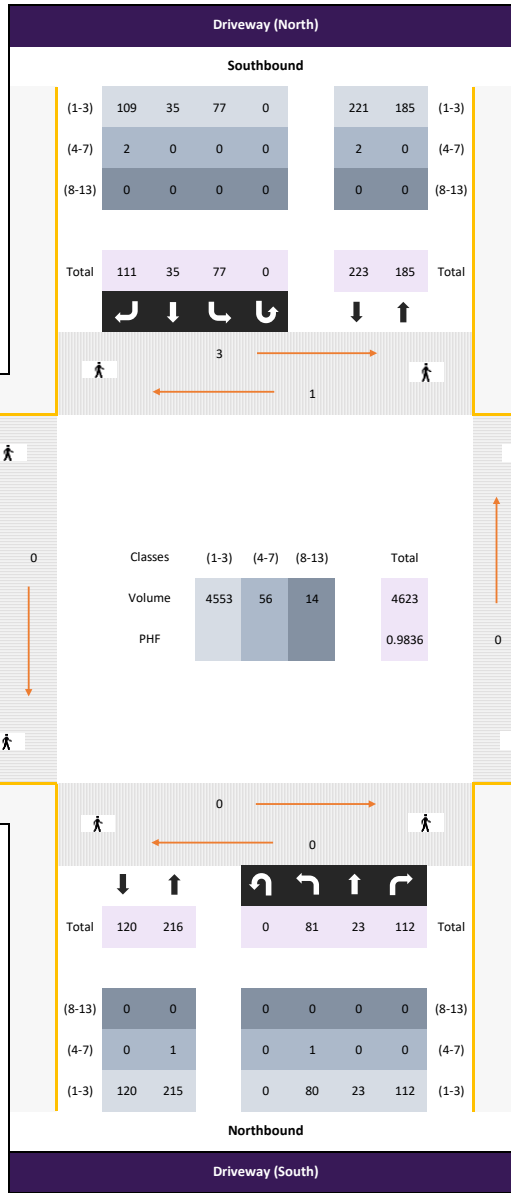 Driveway (North)
Southbound
(1-3) 109 35 77 0 221 185 (1-3)
(4-7) 2 0 0 0 2 0 (4-7)
(8-13) 0 0 0 0 0 0 (8-13)
Total 111 35 77 0 223 185 Total
3
1
0
Classes (1-3) (4-7) (8-13) Total
Volume 4553 56 14 4623
PHF 0.9836
0
0
0
Total 120 216 0 81 23 112 Total
(8-13) 0 0 0 0 0 0 (8-13)
(4-7) 0 1 0 1 0 0 (4-7)
(1-3) 120 215 0 80 23 112 (1-3)
Northbound
Driveway (South)